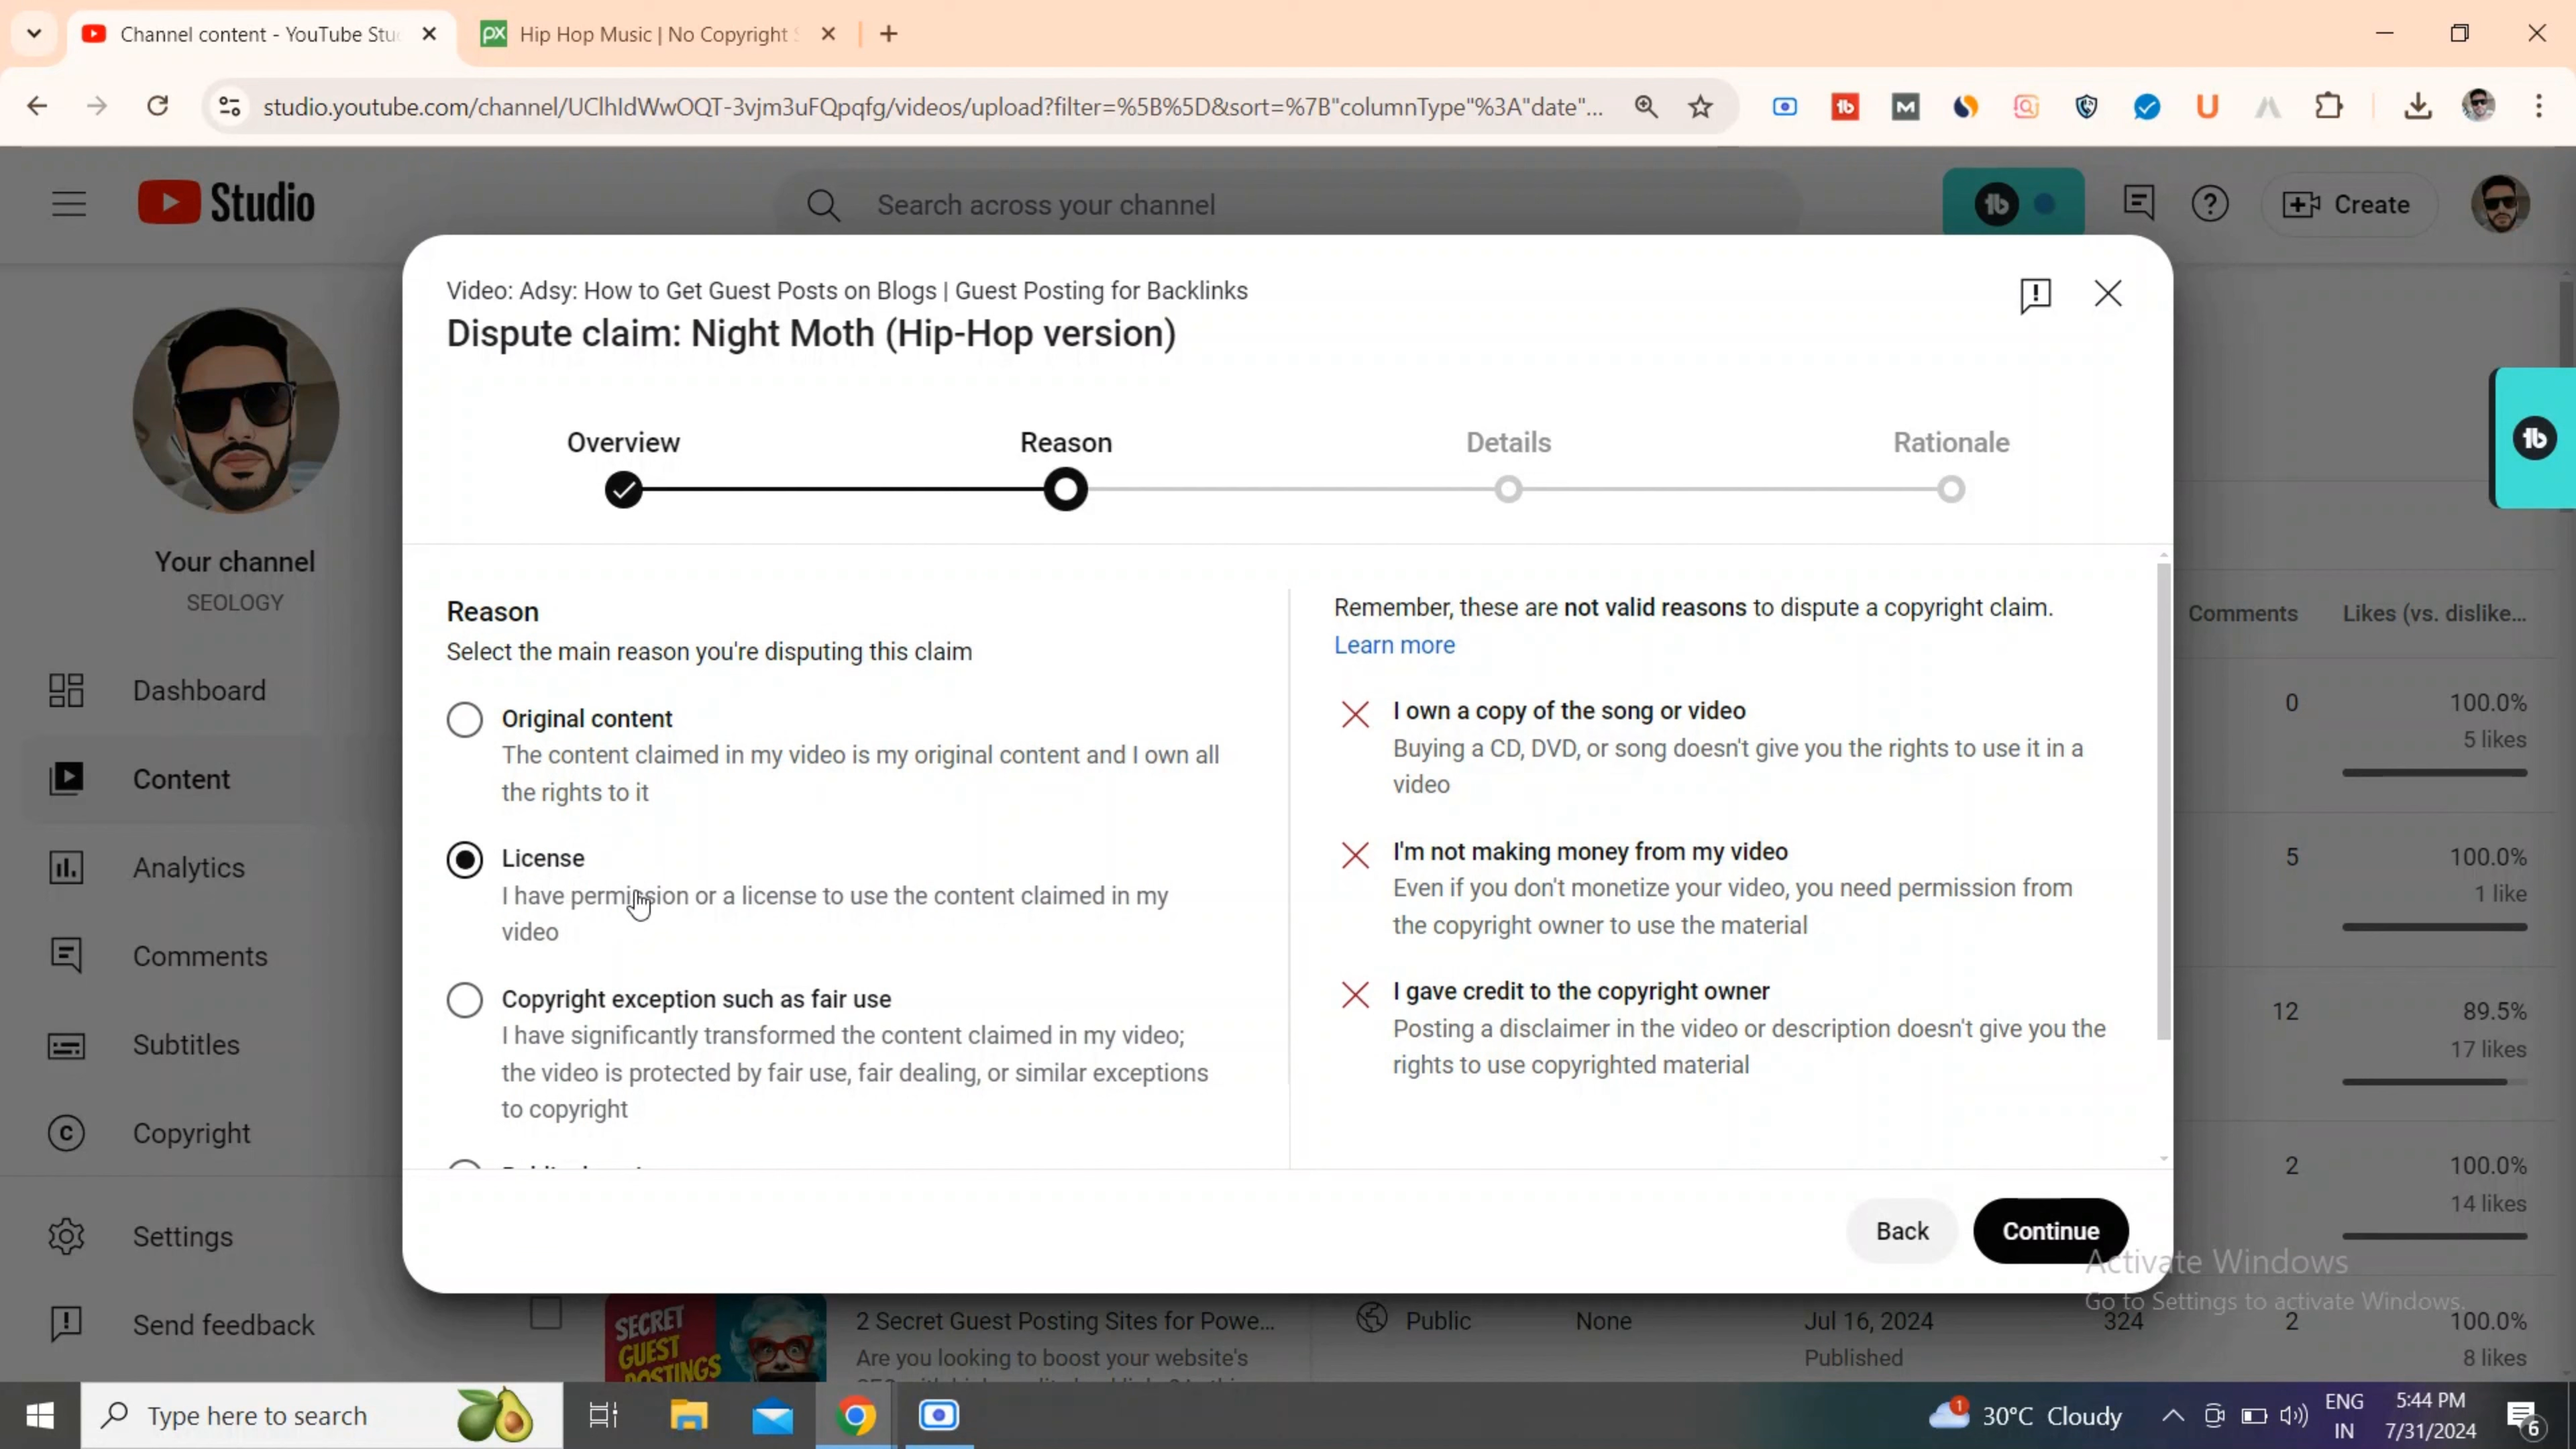 Channel content - YouTube Stu
Hip Hop Music | No Copyright S
studio.youtube.com/channel/UClhIdWwOQT-3vjm3uFQpqfg/videos/upload?filter=%5B%5D&sort=%7B"columnType"%3A"date"...
Studio
Search across your channel
Create
Your channel
SEOLOGY
Dashboard
Content
Analytics
Comments
Subtitles
Copyright
Settings
Send feedback
Video: Adsy: How to Get Guest Posts on Blogs | Guest Posting for Backlinks
Dispute claim: Night Moth (Hip-Hop version)
Overview
Reason
Details
Rationale
Reason
Select the main reason you're disputing this claim
Original content
The content claimed in my video is my original content and I own all
the rights to it
License
I have permission or a license to use the content claimed in my
video
Copyright exception such as fair use
I have significantly transformed the content claimed in my video;
the video is protected by fair use, fair dealing, or similar exceptions
to copyright
Remember, these are not valid reasons to dispute a copyright claim.
Learn more
I own a copy of the song or video
Buying a CD, DVD, or song doesn't give you the rights to use it in a
video
I'm not making money from my video
Even if you don't monetize your video, you need permission from
the copyright owner to use the material
I gave credit to the copyright owner
Posting a disclaimer in the video or description doesn't give you the
rights to use copyrighted material
Back
Continue
Comments
Likes (vs. dislike...
0
100.0%
5 likes
5
100.0%
1 like
12
89.5%
17 likes
2
100.0%
14 likes
Activate Windows
Go to Settings to activate Windows.
SECRET
GUEST
POSTINGS
2 Secret Guest Posting Sites for Powe...
Are you looking to boost your website's
Public
None
Jul 16, 2024
Published
324
2
100.0%
8 likes
Type here to search
1
30°C Cloudy
ENG
IN
5:44 PM
7/31/2024
6